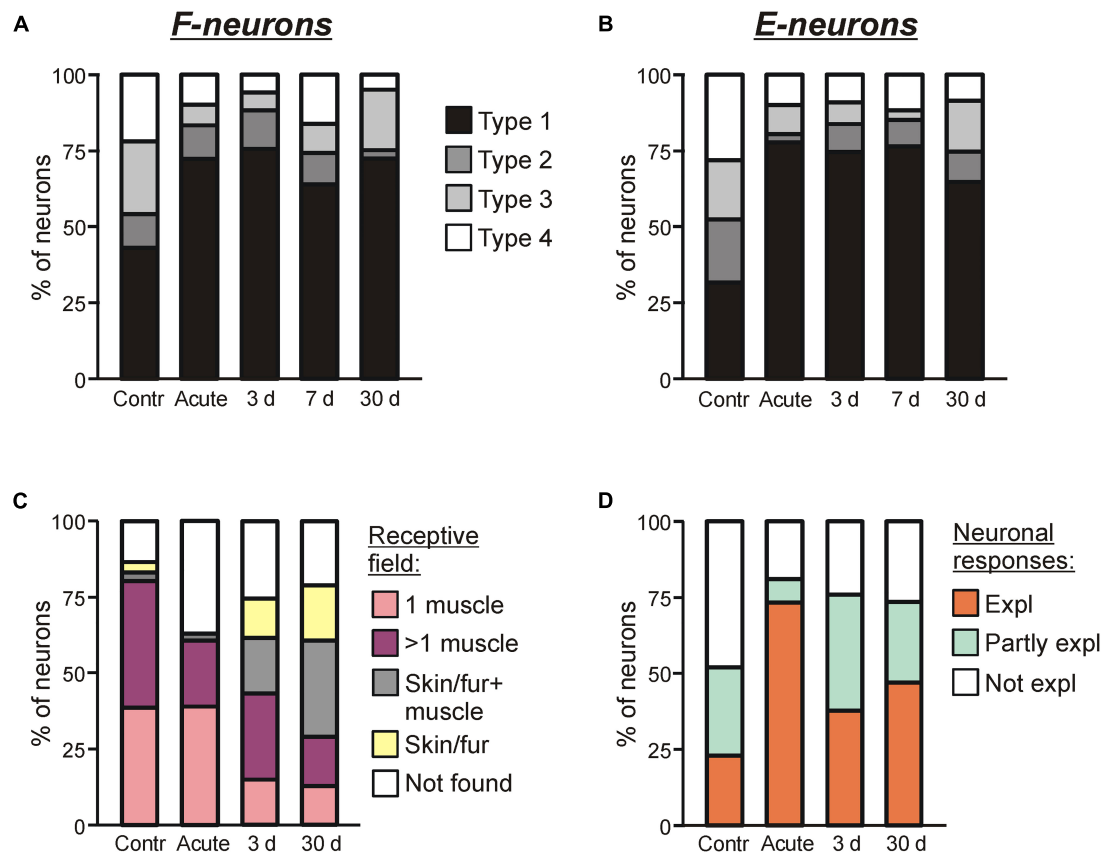 A
F-neurons
% of neurons
100
75
50
25
0
Contr Acute 3 d 7 d 30 d
Type 1
Type 2
Type 3
Type 4
B
E-neurons
% of neurons
100
75
50
25
0
Contr Acute 3 d 7 d 30 d
C
% of neurons
100
75
50
25
0
Contr Acute 3 d 30 d
Receptive
field:
1 muscle
>1 muscle
Skin/fur+
muscle
Skin/fur
Not found
D
% of neurons
100
75
50
25
0
Contr Acute 3 d 30 d
Neuronal
responses:
Expl
Partly expl
Not expl